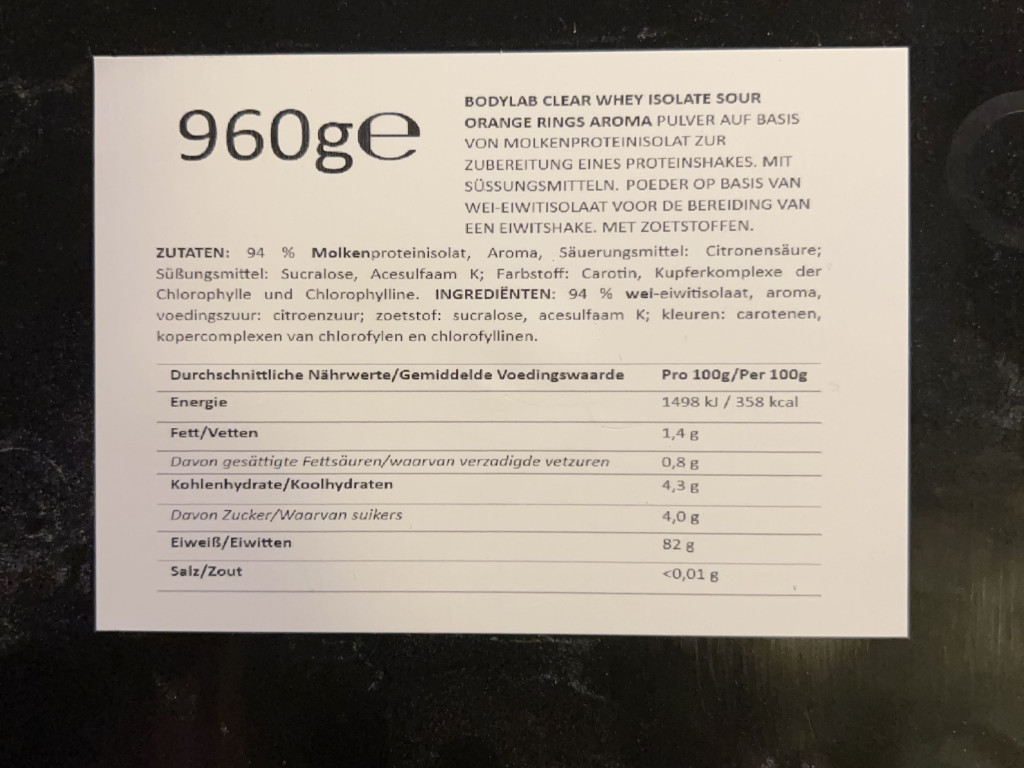 960g℮
BODYLAB CLEAR WHEY ISOLATE SOUR
ORANGE RINGS AROMA PULVER AUF BASIS
VON MOLKENPROTEINISOLAT ZUR
ZUBEREITUNG EINES PROTEINSHAKES. MIT
SÜSSUNGSMITTELN. POEDER OP BASIS VAN
WEI-EIWITISOLAAT VOOR DE BEREIDING VAN
EEN EIWITSHAKE. MET ZOETSTOFFEN.
ZUTATEN: 94 % Molkenproteinisolat, Aroma, Säuerungsmittel: Citronensäure;
Süßungsmittel: Sucralose, Acesulfaam K; Farbstoff: Carotin, Kupferkomplexe der
Chlorophylle und Chlorophylline. INGREDIËNTEN: 94 % wei-eiwitisolaat, aroma,
voedingszuur: citroenzuur; zoetstof: sucralose, acesulfaam K; kleuren: carotenen,
kopercomplexen van chlorofylen en chlorofyllinen.
Durchschnittliche Nährwerte/Gemiddelde Voedingswaarde Pro 100g/Per 100g
Energie 1498 kJ / 358 kcal
Fett/Vetten 1,4 g
Davon gesättigte Fettsäuren/waarvan verzadigde vetzuren 0,8 g
Kohlenhydrate/Koolhydraten 4,3 g
Davon Zucker/Waarvan suikers 4,0 g
Eiweiß/Eiwitten 82 g
Salz/Zout <0,01 g